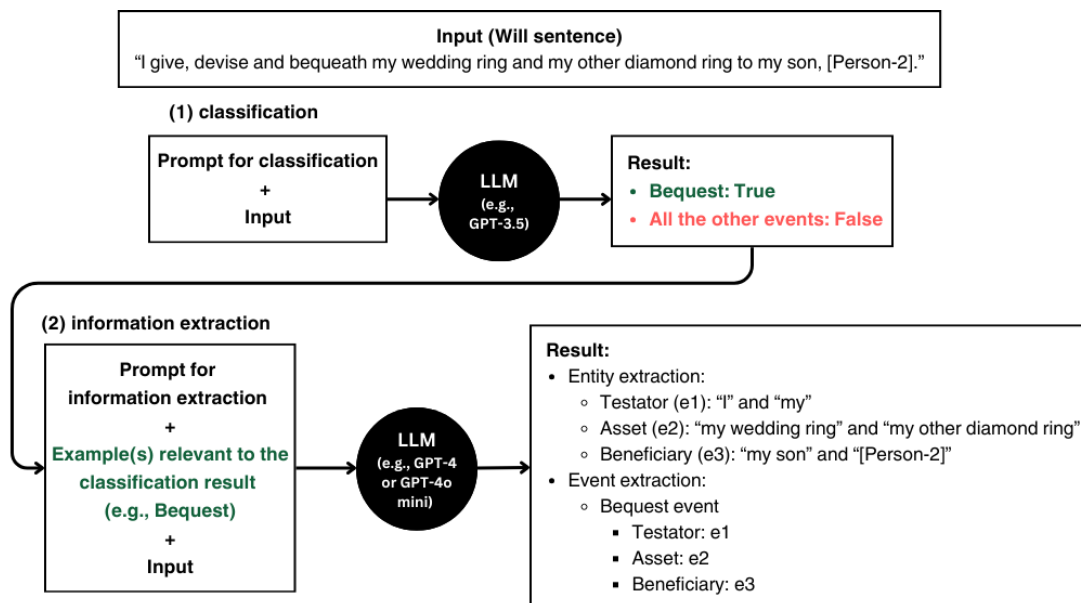 Input (Will sentence)
“I give, devise and bequeath my wedding ring and my other diamond ring to my son, [Person-2].”
(1) classification
Prompt for classification
+
Input
LLM
(e.g.,
GPT-3.5)
Result:
• Bequest: True
• All the other events: False
(2) information extraction
Prompt for
information extraction
+
Example(s) relevant to the
classification result
(e.g., Bequest)
+
Input
LLM
(e.g., GPT-4
or GPT-4o
mini)
Result:
• Entity extraction:
◦ Testator (e1): “I” and “my”
◦ Asset (e2): “my wedding ring” and “my other diamond ring”
◦ Beneficiary (e3): “my son” and “[Person-2]”
• Event extraction:
◦ Bequest event
▪ Testator: e1
▪ Asset: e2
▪ Beneficiary: e3